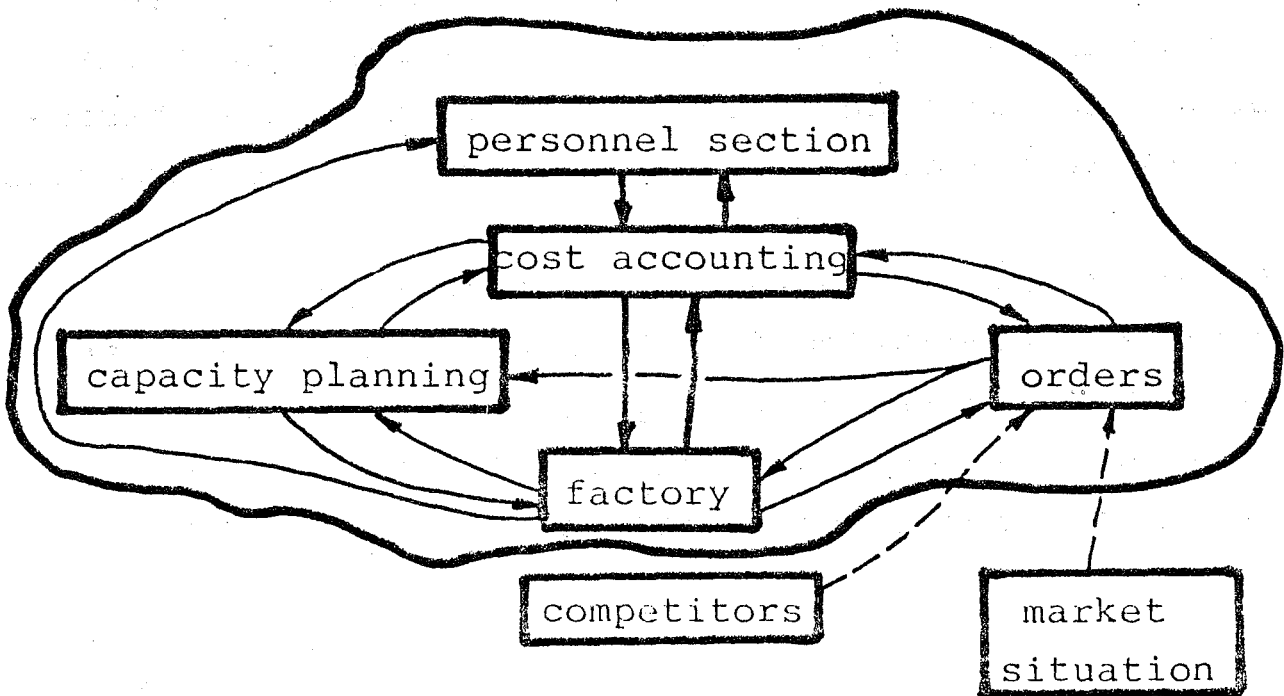 personnel section
cost accounting
capacity planning
orders
factory
competitors
market
situation